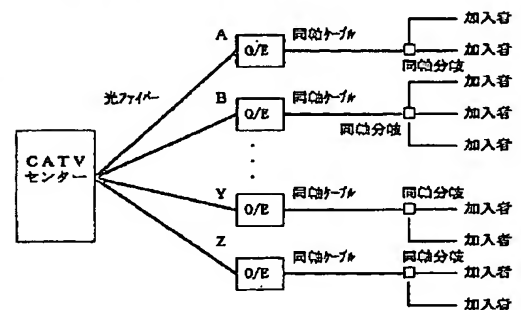 加入者
A
同軸ケーブル
O/E
加入者
同軸分岐
光ファイバー
加入者
B
同軸ケーブル
O/E
加入者
同軸分岐
加入者
CATV
センター
Y
同軸ケーブル
同軸分岐
O/E
加入者
加入者
Z
同軸ケーブル
同軸分岐
O/E
加入者
加入者